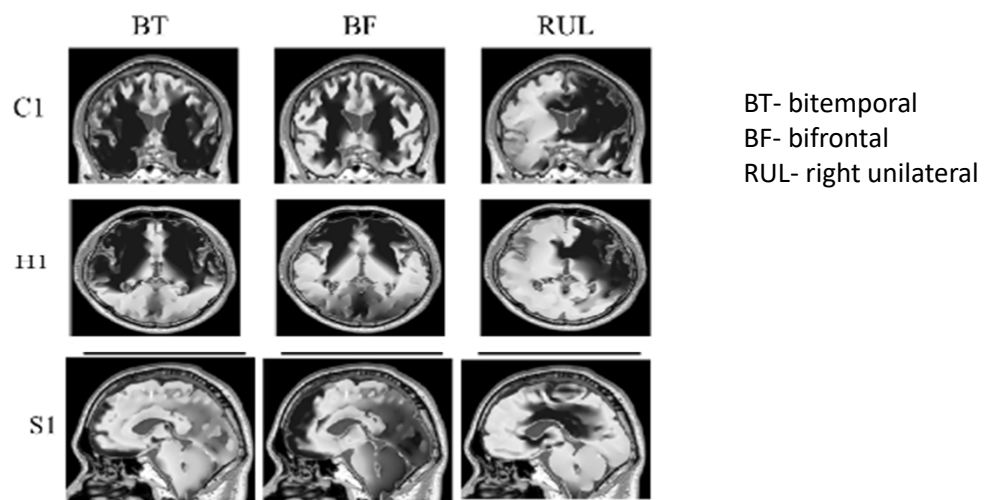 BT BF RUL
C1
H1
S1
BT- bitemporal
BF- bifrontal
RUL- right unilateral